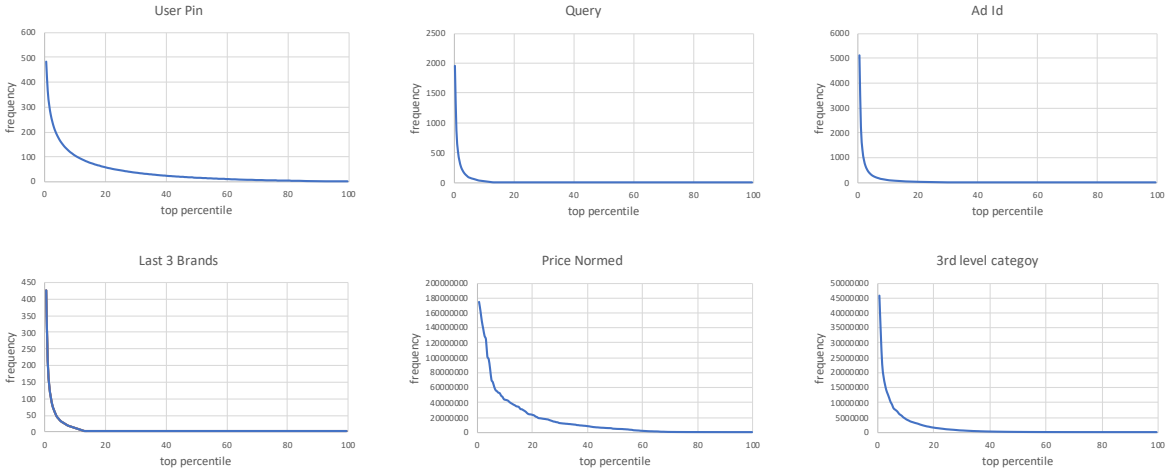 User Pin
600
500
400
300
200
100
0
frequency
0 20 40 60 80 100
top percentile
Query
2500
2000
1500
1000
500
0
frequency
0 20 40 60 80 100
top percentile
Ad Id
6000
5000
4000
3000
2000
1000
0
frequency
0 20 40 60 80 100
top percentile
Last 3 Brands
450
400
350
300
250
200
150
100
50
0
frequency
0 20 40 60 80 100
top percentile
Price Normed
200000000
180000000
160000000
140000000
120000000
100000000
80000000
60000000
40000000
20000000
0
frequency
0 20 40 60 80 100
top percentile
3rd level categoy
50000000
45000000
40000000
35000000
30000000
25000000
20000000
15000000
10000000
5000000
0
frequency
0 20 40 60 80 100
top percentile